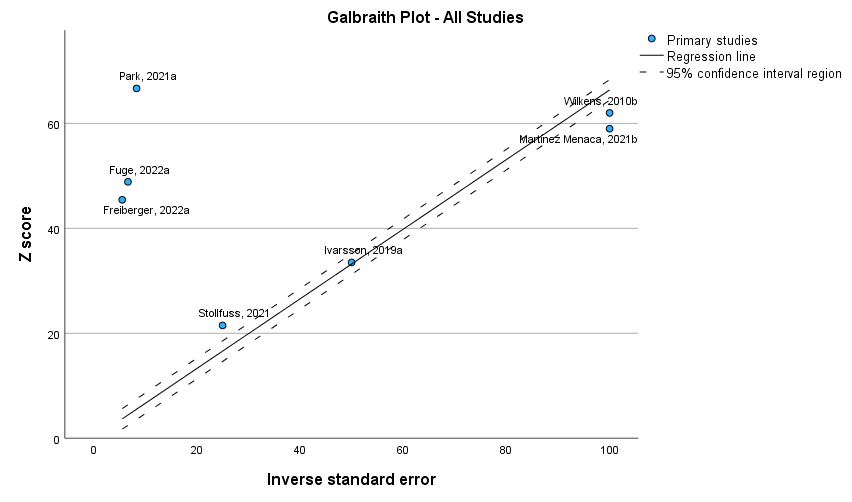 Galbraith Plot - All Studies
Primary studies
Regression line
95% confidence interval region
Park, 2021a
Wilkens, 2010b
Martinez Menaca, 2021b
Fuge, 2022a
Freiberger, 2022a
Ivarsson, 2019a
Stollfuss, 2021
Z score
60
40
20
0
0 20 40 60 80 100
Inverse standard error